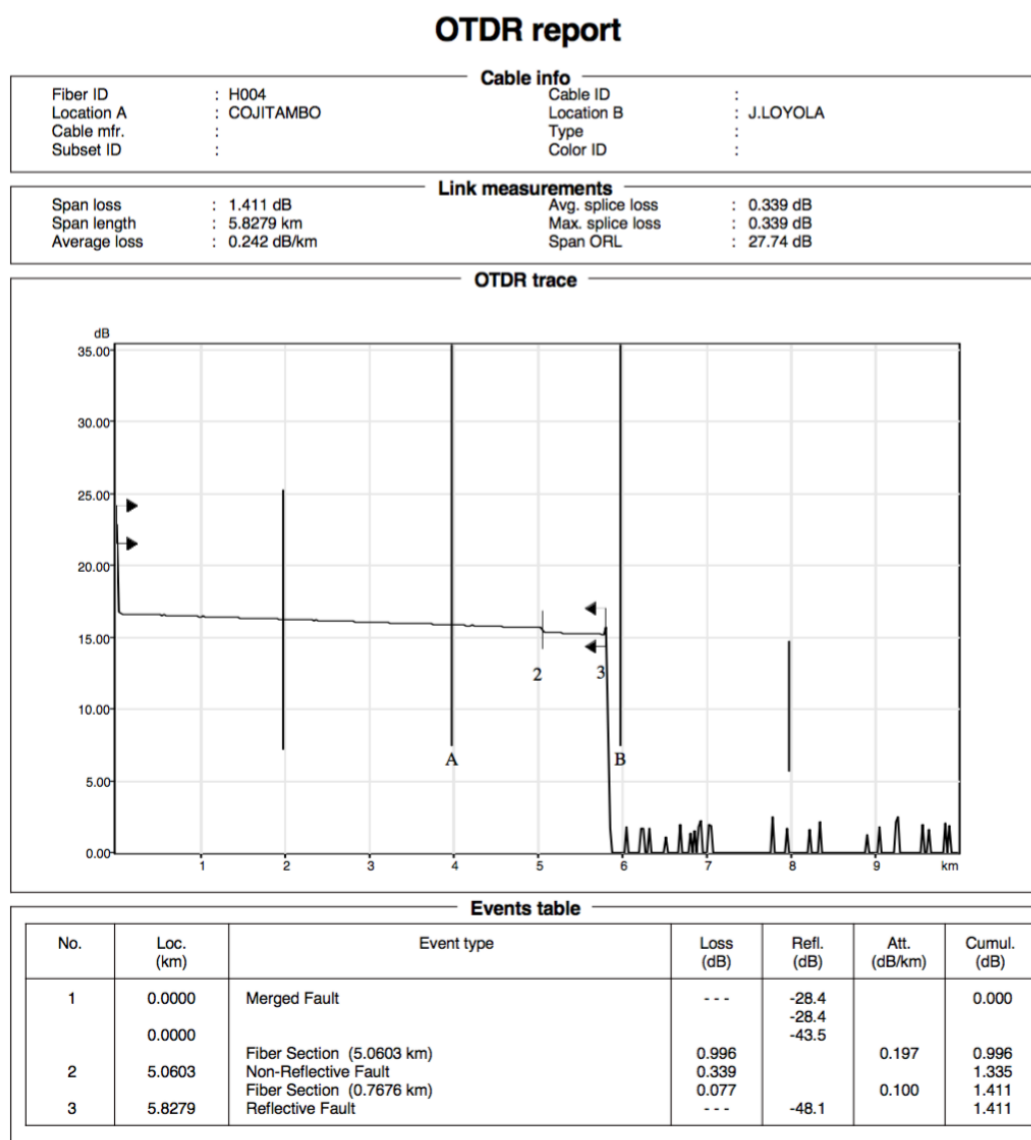 OTDR report
Cable info
Fiber ID : H004 Cable ID :
Location A : COJITAMBO Location B : J.LOYOLA
Cable mfr. : Type :
Subset ID : Color ID :
Link measurements
Span loss : 1.411 dB Avg. splice loss : 0.339 dB
Span length : 5.8279 km Max. splice loss : 0.339 dB
Average loss : 0.242 dB/km Span ORL : 27.74 dB
OTDR trace
dB
35.00
30.00
25.00
20.00
15.00
2 3
10.00
A B
5.00
0.00
1 2 3 4 5 6 7 8 9 km
Events table
No. Loc. Event type Loss Refl. Att. Cumul.
(km) (dB) (dB) (dB/km) (dB)
1 0.0000 Merged Fault - - - -28.4 0.000
-28.4
0.0000 -43.5
Fiber Section (5.0603 km) 0.996 0.197 0.996
2 5.0603 Non-Reflective Fault 0.339 1.335
Fiber Section (0.7676 km) 0.077 0.100 1.411
3 5.8279 Reflective Fault - - - -48.1 1.411